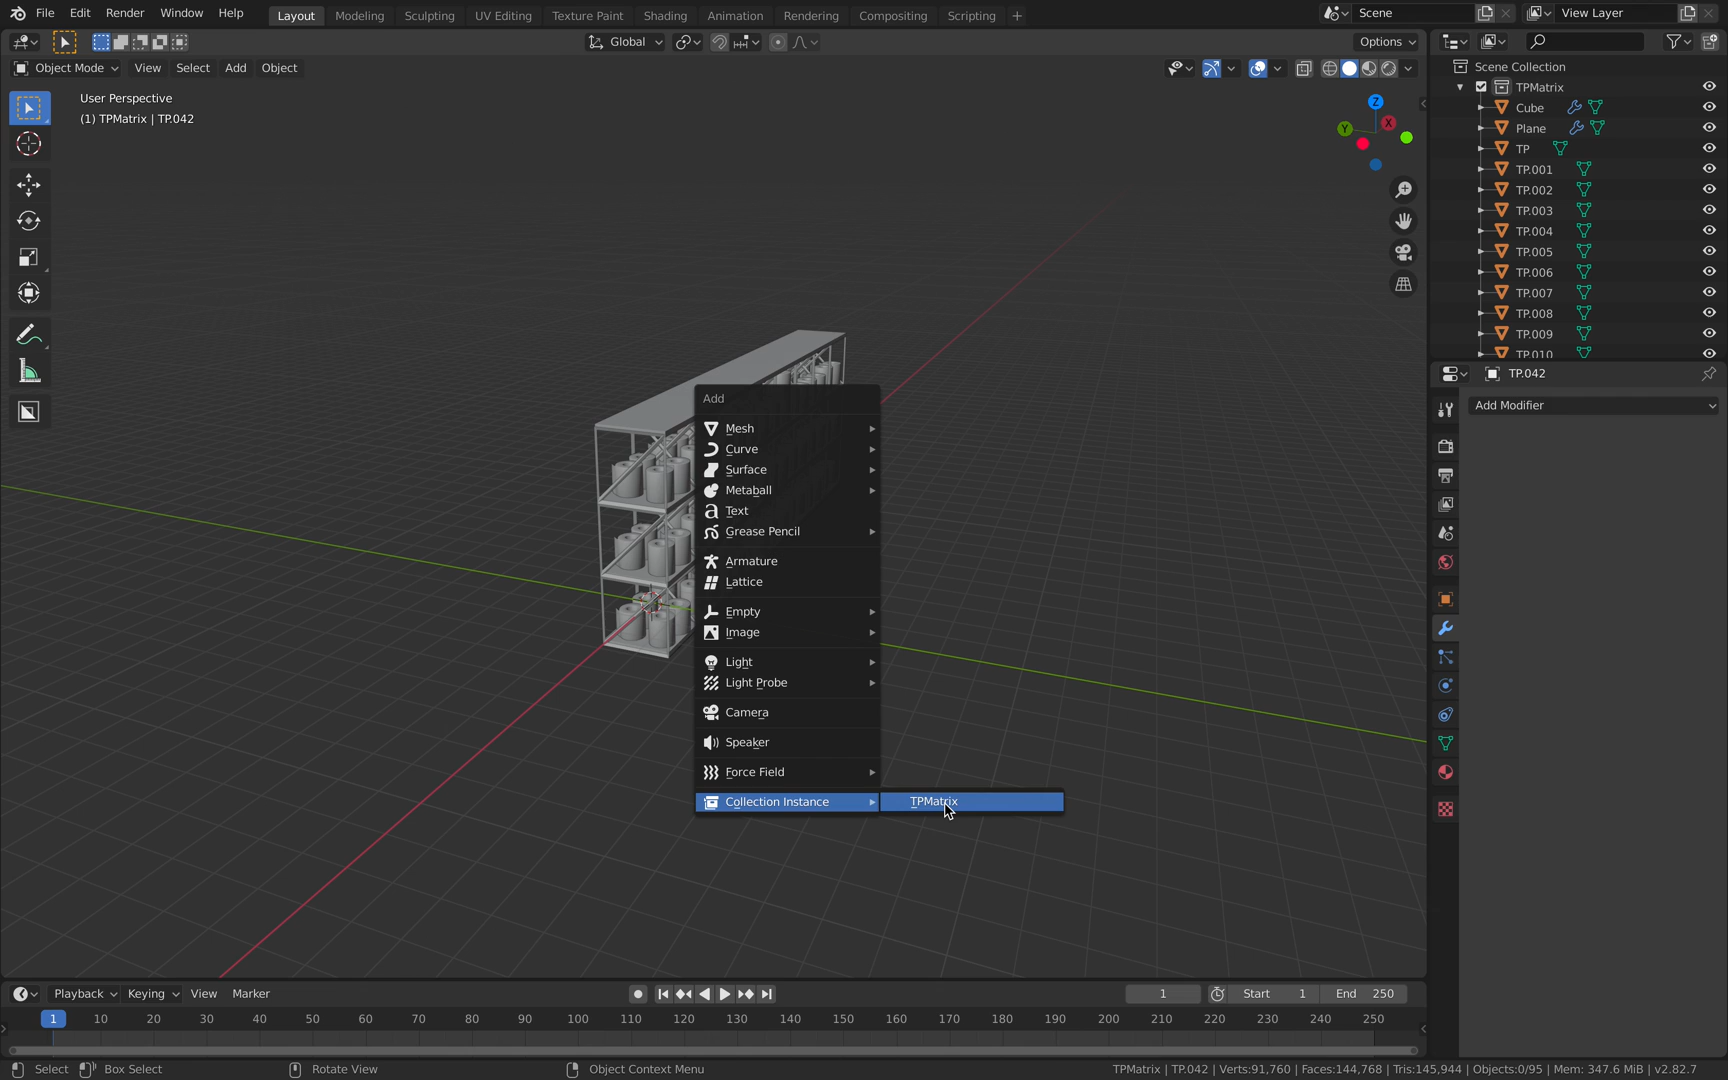 File Edit Render Window Help Layout Modeling Sculpting UV Editing Texture Paint Shading Animation Rendering Compositing Scripting + Scene View Layer
Global Options
Object Mode View Select Add Object
User Perspective
(1) TPMatrix | TP.042
Z
Y X
Scene Collection
TPMatrix
Cube
Plane
TP
TP.001
TP.002
TP.003
TP.004
TP.005
TP.006
TP.007
TP.008
TP.009
TP.010
TP.042
Add Modifier
Add
Mesh
Curve
Surface
Metaball
Text
Grease Pencil
Armature
Lattice
Empty
Image
Light
Light Probe
Camera
Speaker
Force Field
Collection Instance TPMatrix
Playback Keying View Marker 1 Start 1 End 250
1 10 20 30 40 50 60 70 80 90 100 110 120 130 140 150 160 170 180 190 200 210 220 230 240 250
Select Box Select Rotate View Object Context Menu TPMatrix | TP.042 | Verts:91,760 | Faces:144,768 | Tris:145,944 | Objects:0/95 | Mem: 347.6 MiB | v2.82.7